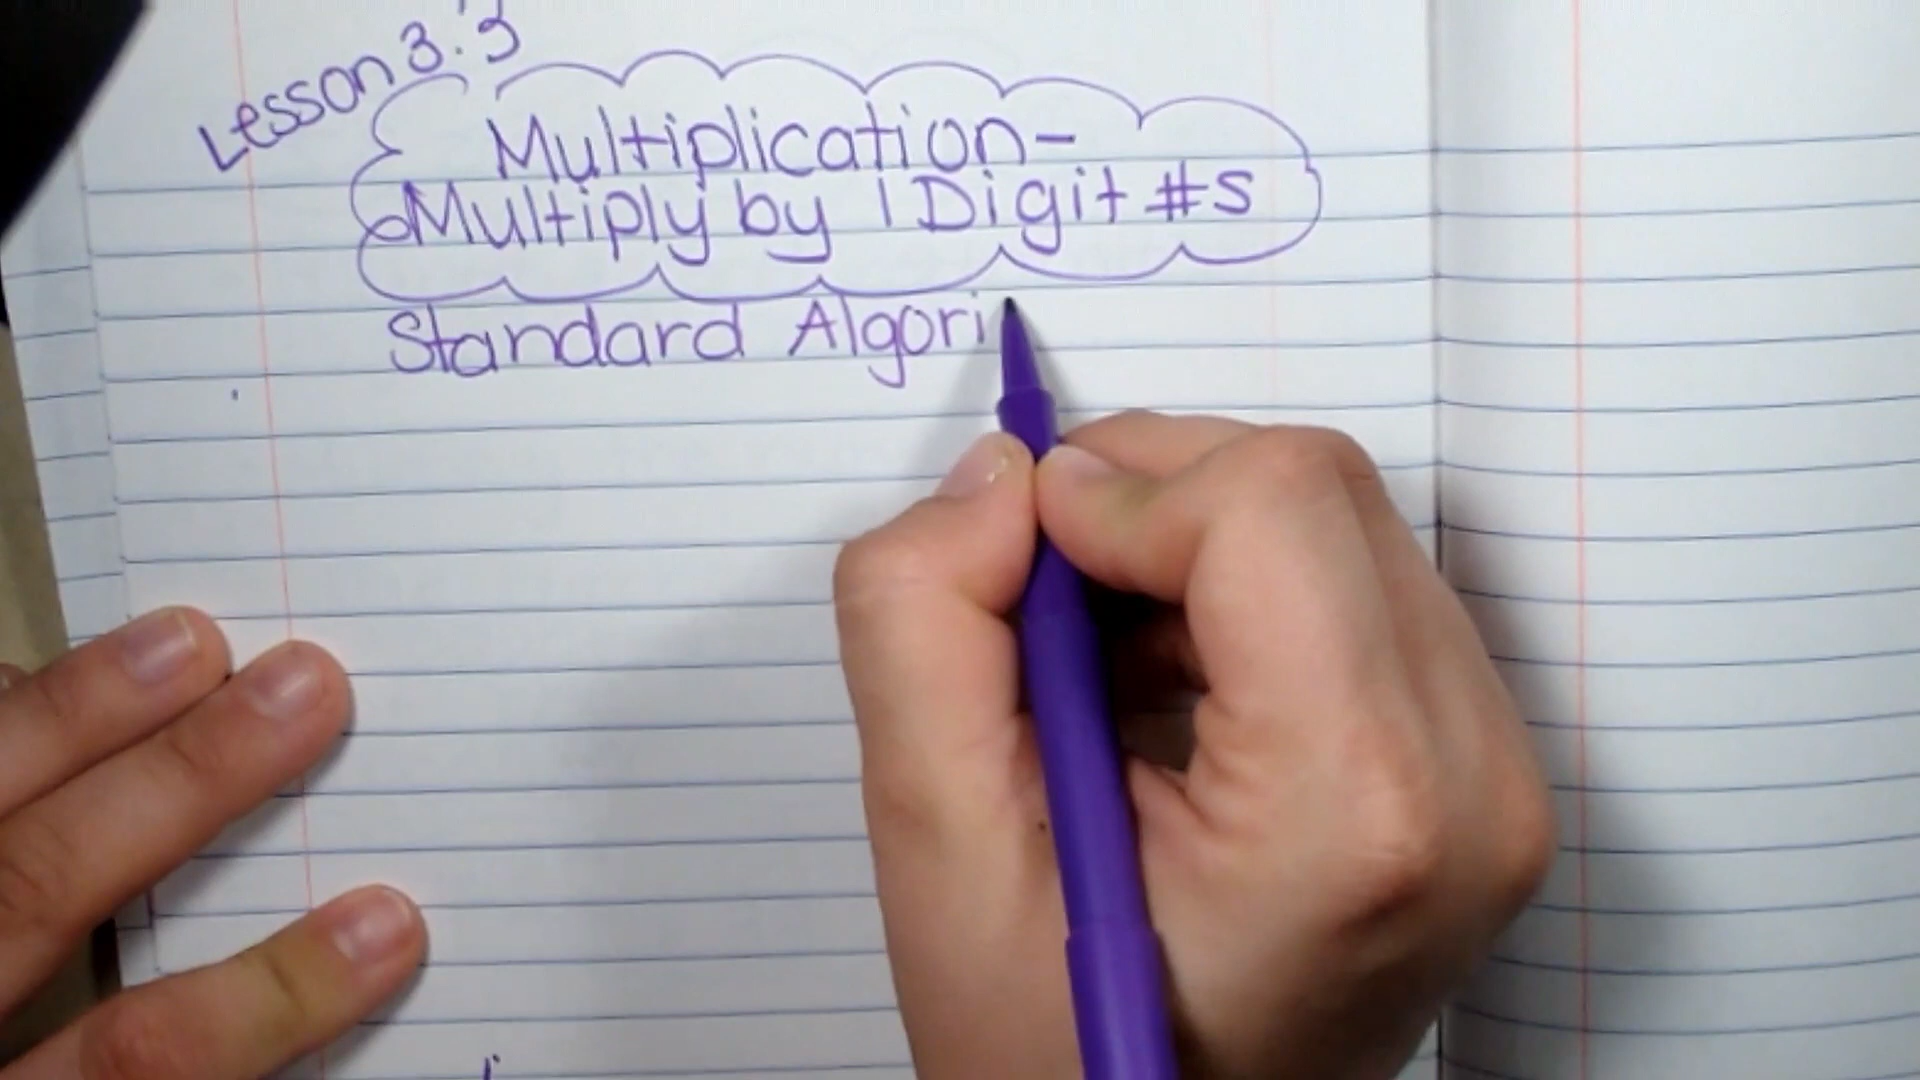 Lesson 3.3
Multiplication-
Multiply by 1 Digit #s
Standard Algori